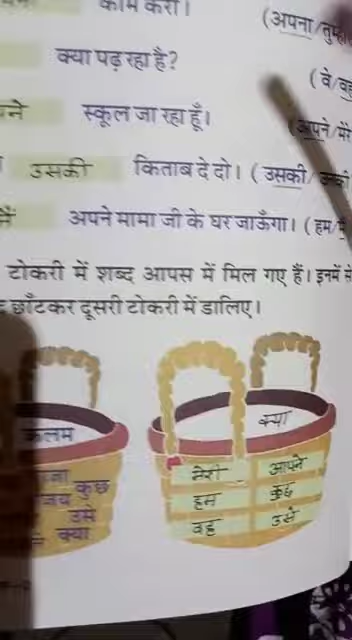 काम करो। (अपना/
क्या पढ़ रहा है? (वे/वह
स्कूल जा रहा हूँ। (अपने/मेरे
उसकी किताब दे दो। (उसकी/
अपने मामा जी के घर जाऊँगा। (हम/मैं
टोकरी में शब्द आपस में मिल गए हैं। इनमें से
छाँटकर दूसरी टोकरी में डालिए।
कलम
कुछ
उसे
क्या
क्या
मेरी आपने
हम कुछ
वह उसे